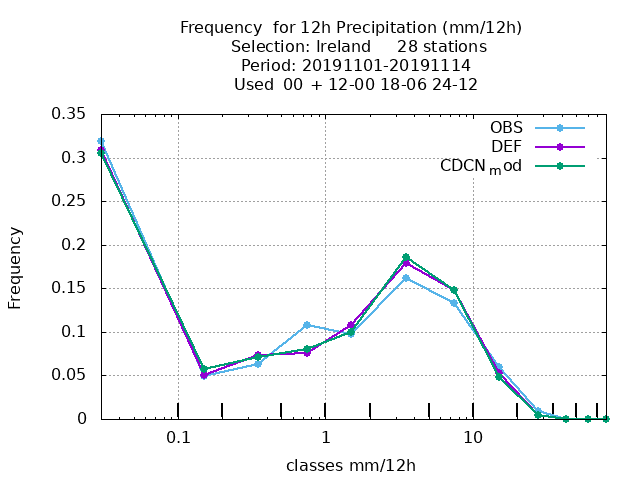 Frequency  for 12h Precipitation (mm/12h)
Selection: Ireland     28 stations
Period: 20191101-20191114
Used  00  + 12-00 18-06 24-12
OBS
DEF
CDCN_mod
0.35
0.3
0.25
0.2
0.15
0.1
0.05
0
Frequency
0.1 1 10
classes mm/12h